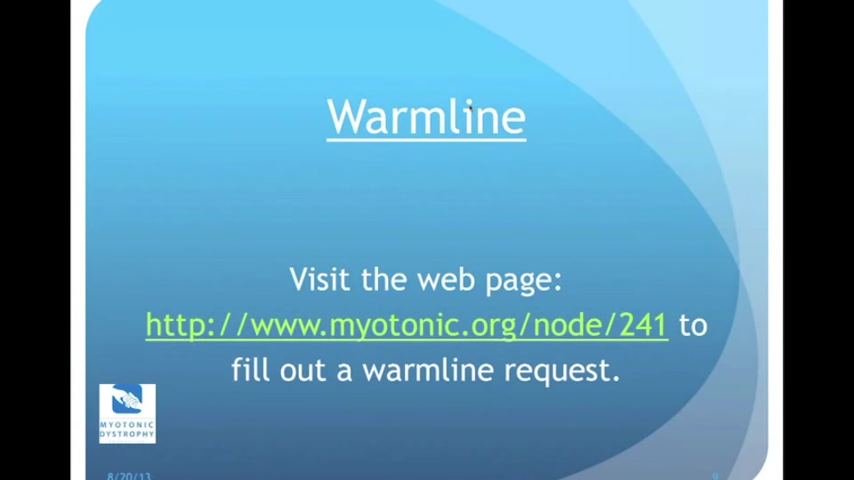 Warmline
Visit the web page:
http://www.myotonic.org/node/241 to
fill out a warmline request.
MYOTONIC
DYSTROPHY
8/20/13
9